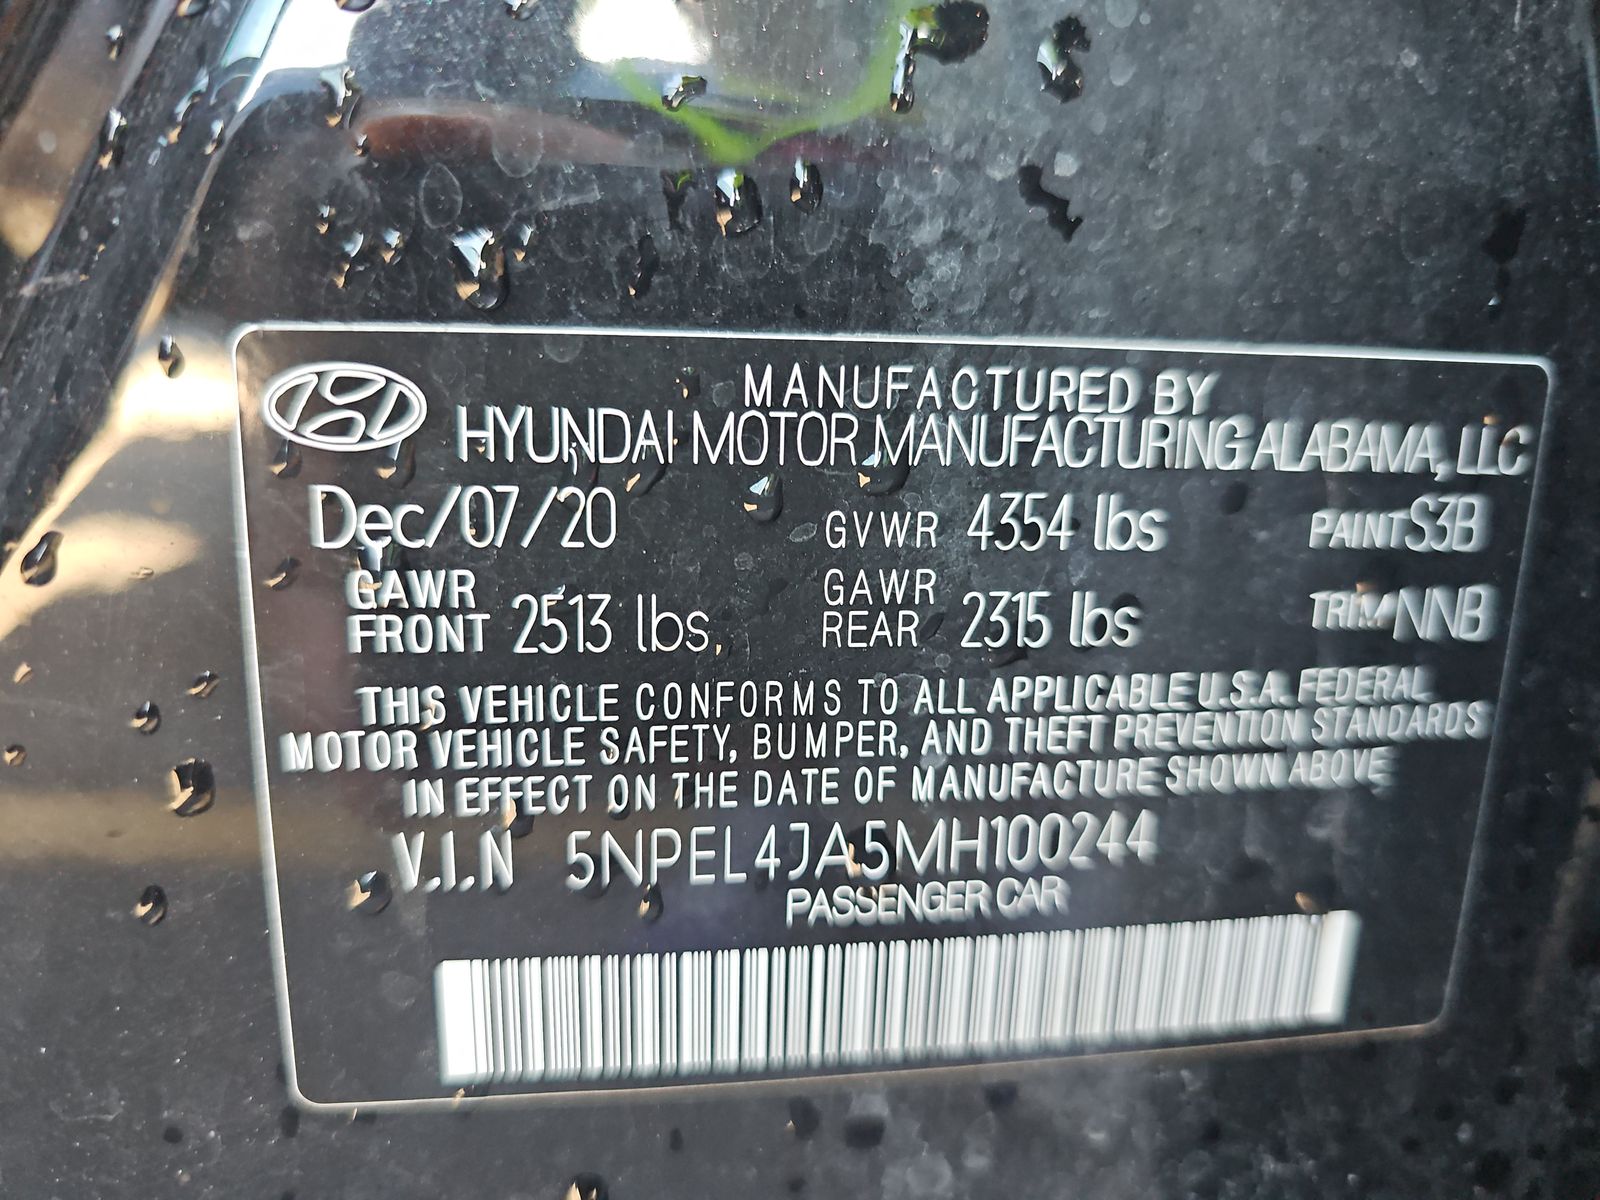 MANUFACTURED BY
HYUNDAI MOTOR MANUFACTURING ALABAMA, LLC
Dec/07/20 GVWR 4354 lbs PAINT S3B
GAWR FRONT 2513 lbs GAWR REAR 2315 lbs TRIM NNB
THIS VEHICLE CONFORMS TO ALL APPLICABLE U.S.A. FEDERAL
MOTOR VEHICLE SAFETY, BUMPER, AND THEFT PREVENTION STANDARDS
IN EFFECT ON THE DATE OF MANUFACTURE SHOWN ABOVE
V.I.N 5NPEL4JA5MH100244
PASSENGER CAR